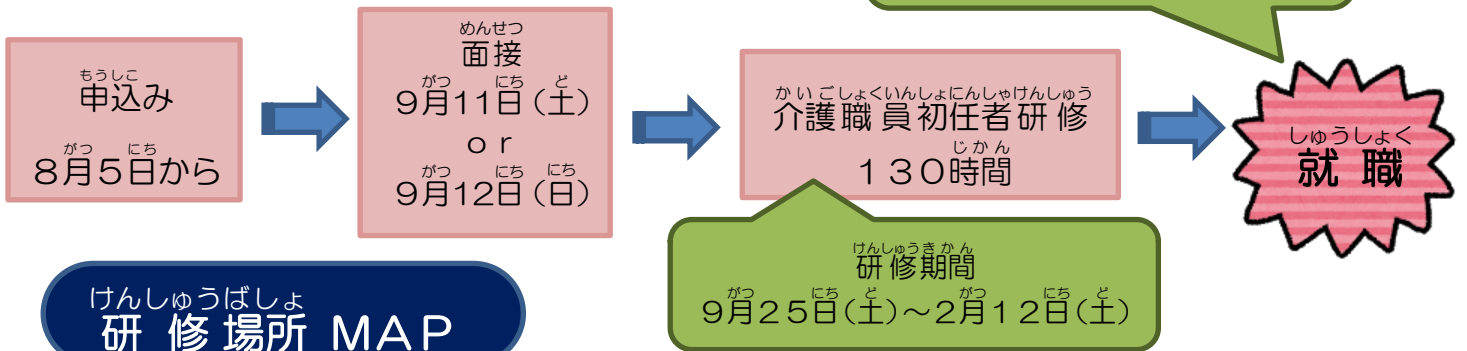 もうしこ
申込み
がつ にち
8月5日から
めんせつ
面接
がつ にち ど
9月11日(土)
or
がつ にち にち
9月12日(日)
かいごしょくいんしょにんしゃけんしゅう
介護職員初任者研修
じかん
130時間
しゅうしょく
就職
けんしゅうきかん
研修期間
がつ にち ど がつ にち ど
9月25日(土)~2月12日(土)
けんしゅうばしょ
研修場所 MAP